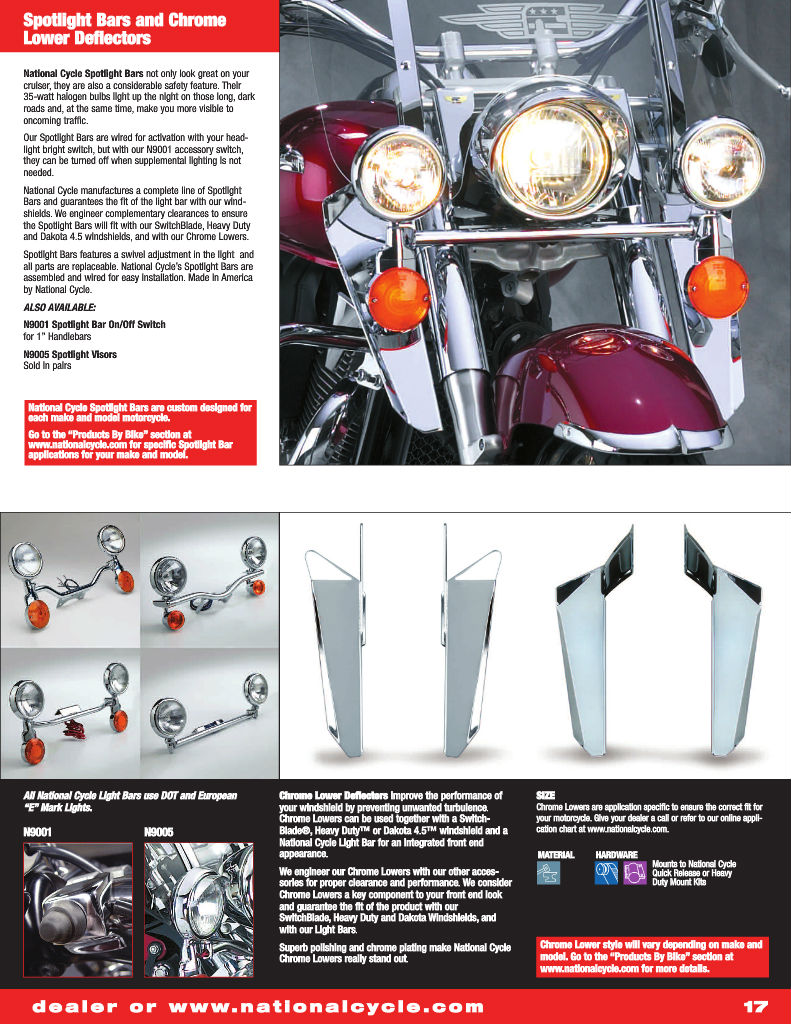 Spotlight Bars and Chrome
Lower Deflectors
National Cycle Spotlight Bars not only look great on your
cruiser, they are also a considerable safety feature. Their
35-watt halogen bulbs light up the night on those long, dark
roads and, at the same time, make you more visible to
oncoming traffic.
Our Spotlight Bars are wired for activation with your head-
light bright switch, but with our N9001 accessory switch,
they can be turned off when supplemental lighting is not
needed.
National Cycle manufactures a complete line of Spotlight
Bars and guarantees the fit of the light bar with our wind-
shields. We engineer complementary clearances to ensure
the Spotlight Bars will fit with our SwitchBlade, Heavy Duty
and Dakota 4.5 windshields, and with our Chrome Lowers.
Spotlight Bars features a swivel adjustment in the light and
all parts are replaceable. National Cycle's Spotlight Bars are
assembled and wired for easy installation. Made in America
by National Cycle.
ALSO AVAILABLE:
N9001 Spotlight Bar On/Off Switch
for 1" Handlebars
N9005 Spotlight Visors
Sold in pairs
National Cycle Spotlight Bars are custom designed for
each make and model motorcycle.
Go to the "Products By Bike" section at
www.nationalcycle.com for specific Spotlight Bar
applications for your make and model.
All National Cycle Light Bars use DOT and European
"E" Mark Lights.
N9001 N9005
Chrome Lower Deflectors improve the performance of
your windshield by preventing unwanted turbulence.
Chrome Lowers can be used together with a Switch-
Blade®, Heavy Duty™ or Dakota 4.5™ windshield and a
National Cycle Light Bar for an integrated front end
appearance.
We engineer our Chrome Lowers with our other acces-
sories for proper clearance and performance. We consider
Chrome Lowers a key component to your front end look
and guarantee the fit of the product with our
SwitchBlade, Heavy Duty and Dakota Windshields, and
with our Light Bars.
Superb polishing and chrome plating make National Cycle
Chrome Lowers really stand out.
SIZE
Chrome Lowers are application specific to ensure the correct fit for
your motorcycle. Give your dealer a call or refer to our online appli-
cation chart at www.nationalcycle.com.
MATERIAL HARDWARE
Mounts to National Cycle
Quick Release or Heavy
Duty Mount Kits
Chrome Lower style will vary depending on make and
model. Go to the "Products By Bike" section at
www.nationalcycle.com for more details.
dealer or www.nationalcycle.com 17